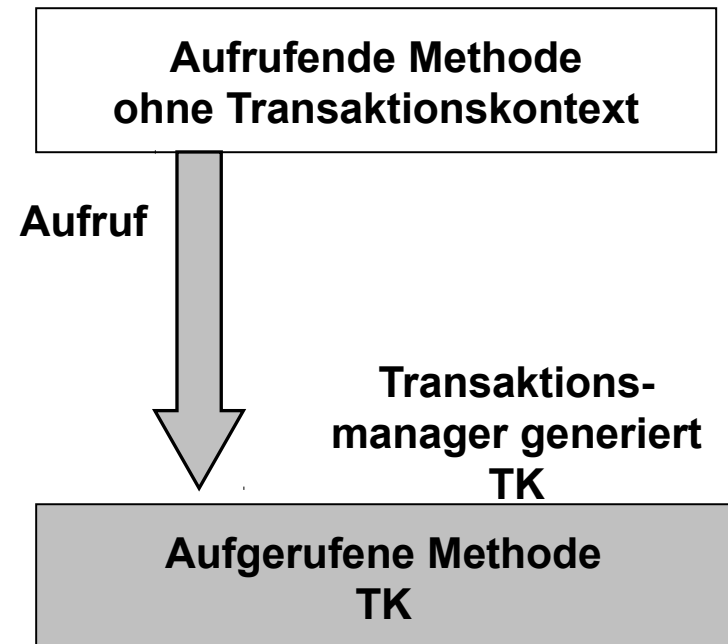 Aufrufende Methode
ohne Transaktionskontext
Aufruf
Transaktions-
manager generiert
TK
Aufgerufene Methode
TK